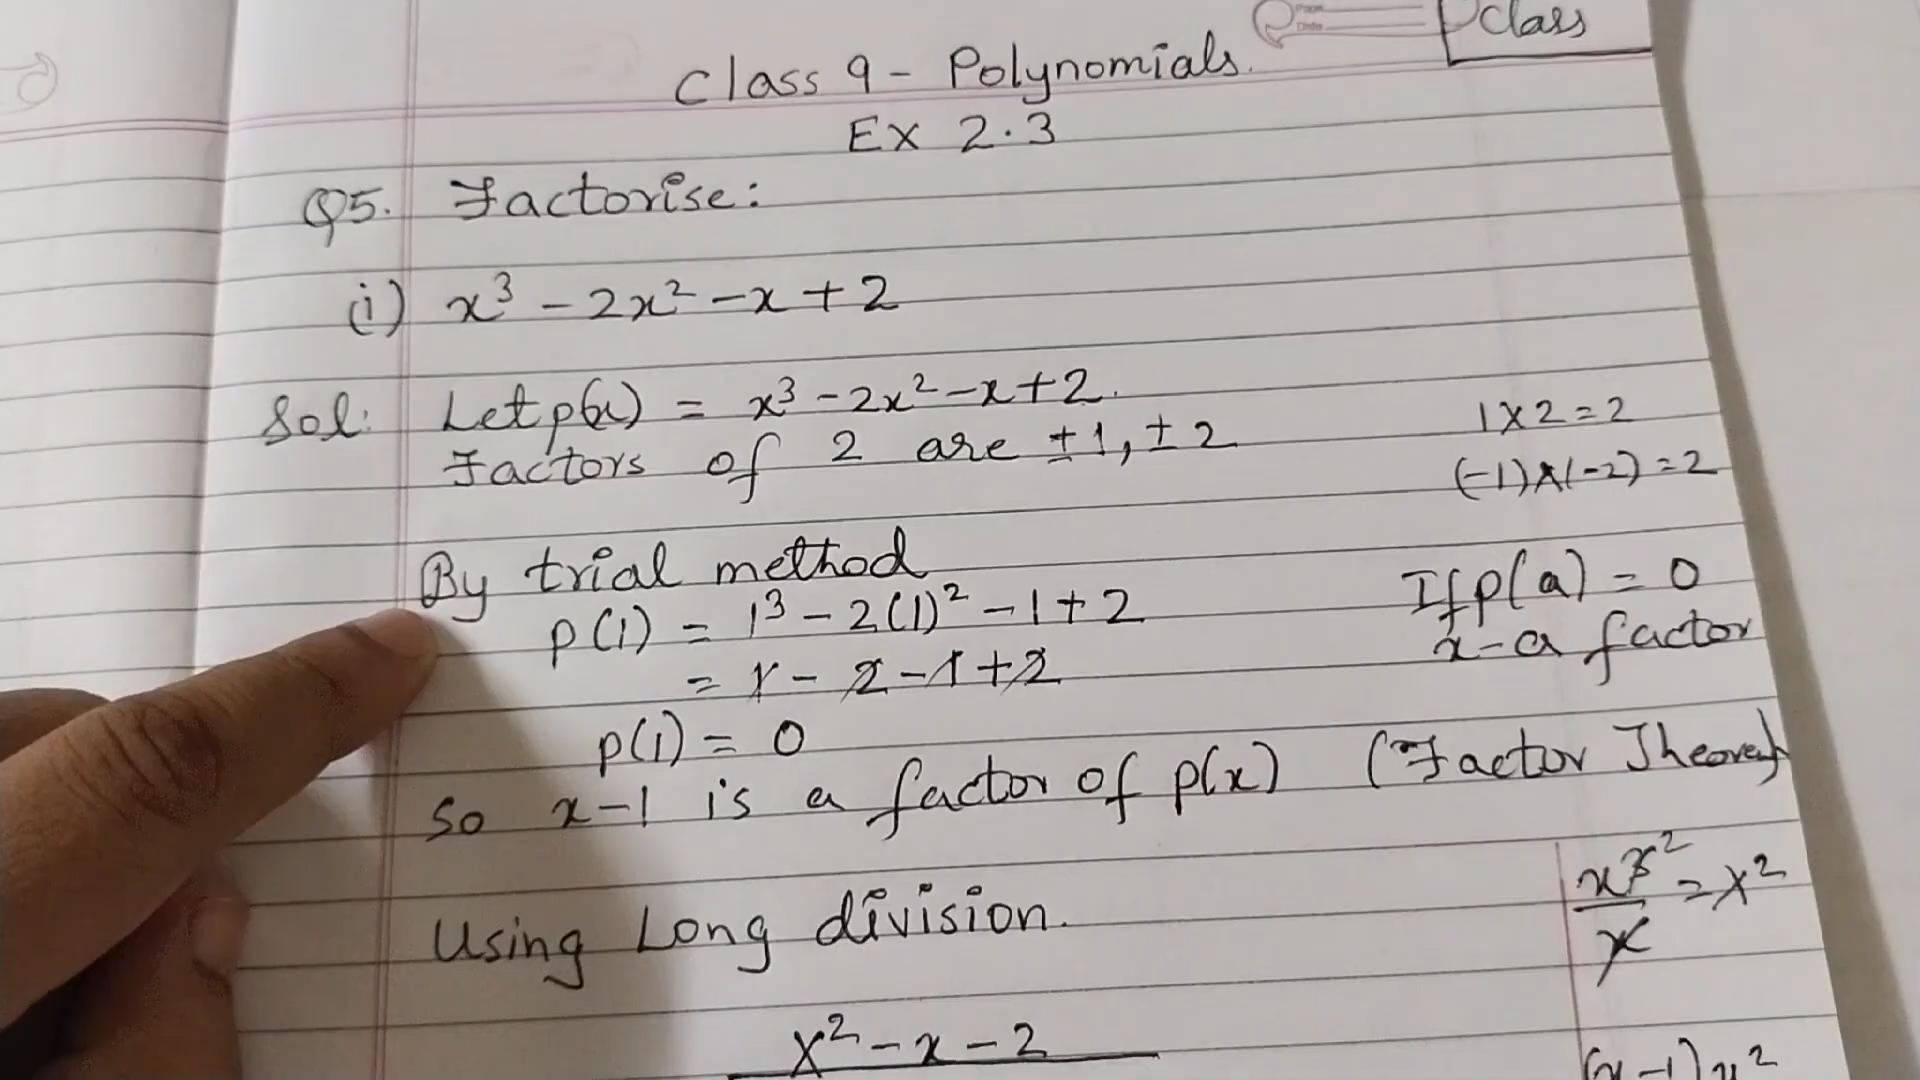 Class
Class 9 - Polynomials.
Ex 2.3
Q5. Factorise:
(i) x³ - 2x² - x + 2
Sol: Let p(x) = x³ - 2x² - x + 2.
Factors of 2 are ±1, ±2
1 X 2 = 2
(-1) X (-2) = 2
By trial method
p(1) = 1³ - 2(1)² - 1 + 2
= 1 - 2 - 1 + 2
p(1) = 0
If p(a) = 0
x-a factor
So x-1 is a factor of p(x) (Factor Theorem)
Using Long division.
x³/x = x²
x² - x - 2
(x-1) x²